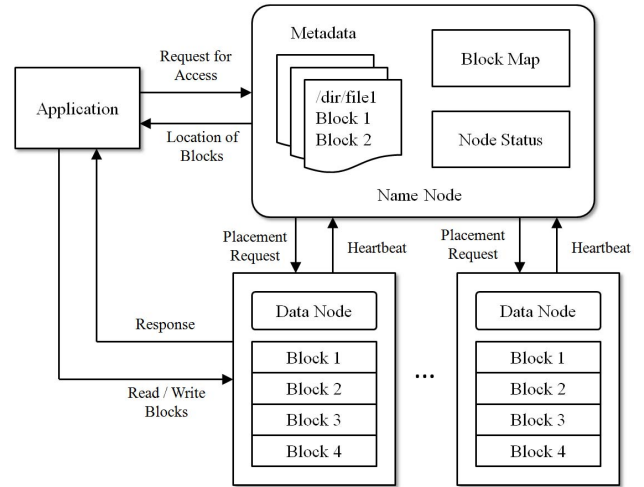 Metadata
/dir/file1
Block 1
Block 2
Block Map
Node Status
Name Node
Request for
Access
Application
Location of
Blocks
Placement
Request
Heartbeat
Placement
Request
Heartbeat
Response
Read / Write
Blocks
Data Node
Block 1
Block 2
Block 3
Block 4
...
Data Node
Block 1
Block 2
Block 3
Block 4